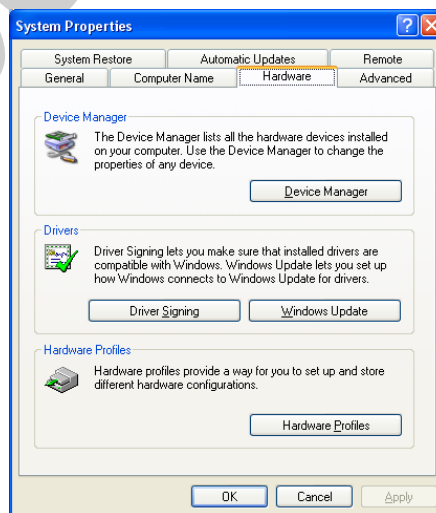 System Properties
System Restore Automatic Updates Remote
General Computer Name Hardware Advanced
Device Manager
The Device Manager lists all the hardware devices installed
on your computer. Use the Device Manager to change the
properties of any device.
Device Manager
Drivers
Driver Signing lets you make sure that installed drivers are
compatible with Windows. Windows Update lets you set up
how Windows connects to Windows Update for drivers.
Driver Signing Windows Update
Hardware Profiles
Hardware profiles provide a way for you to set up and store
different hardware configurations.
Hardware Profiles
OK Cancel Apply